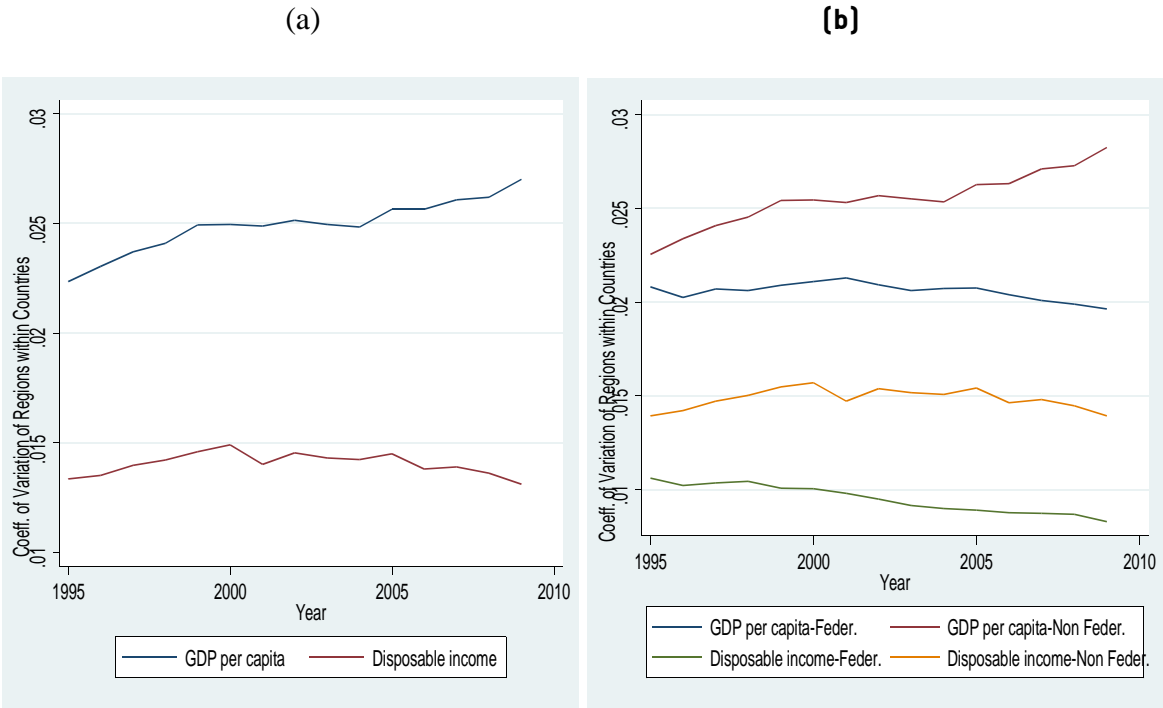 (a)
(b)
Coeff. of Variation of Regions within Countries
.03
.025
.02
.015
.01
1995 2000 2005 2010
Year
GDP per capita Disposable income
Coeff. of Variation of Regions within Countries
.03
.025
.02
.015
.01
1995 2000 2005 2010
Year
GDP per capita-Feder. GDP per capita-Non Feder.
Disposable income-Feder. Disposable income-Non Feder.